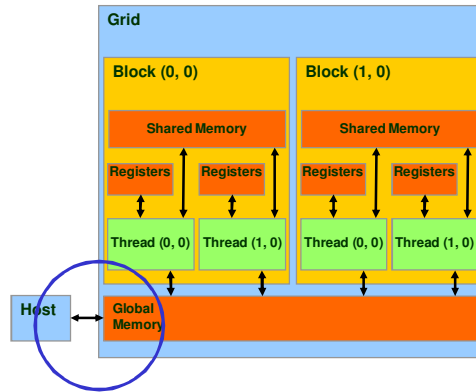 Grid
Block (0, 0)
Block (1, 0)
Shared Memory
Shared Memory
Registers
Registers
Registers
Registers
Thread (0, 0)
Thread (1, 0)
Thread (0, 0)
Thread (1, 0)
Host
Global
Memory